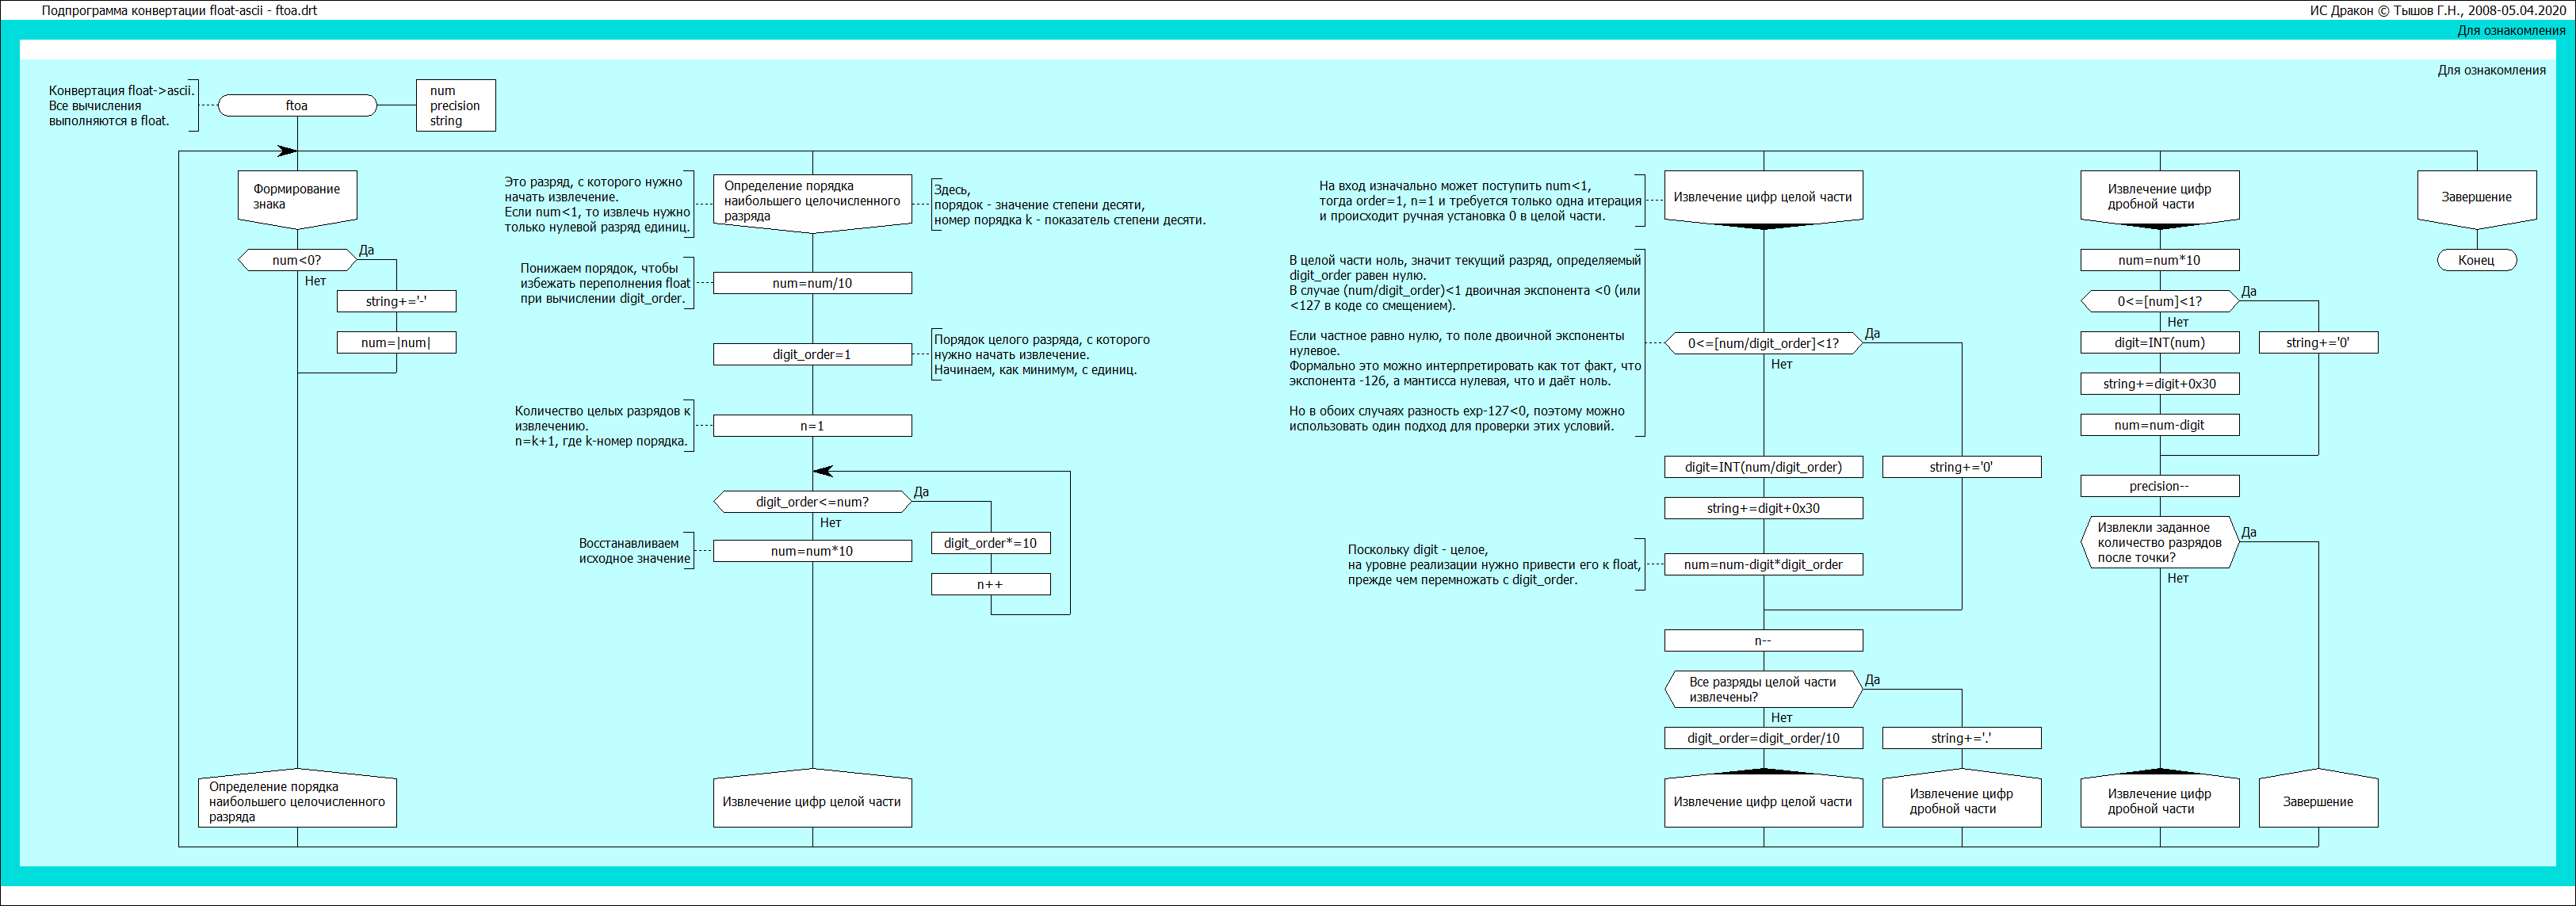 Подпрограмма конвертации float-ascii - ftoa.drt
ИС Дракон © Тышов Г.Н., 2008-05.04.2020
Для ознакомления
Для ознакомления
Конвертация float->ascii.
Все вычисления
выполняются в float.
ftoa
num
precision
string
Формирование
знака
num<0?
Да
Нет
string+='-'
num=|num|
Определение порядка
наибольшего целочисленного
разряда
Это разряд, с которого нужно
начать извлечение.
Если num<1, то извлечь нужно
только нулевой разряд единиц.
Определение порядка
наибольшего целочисленного
разряда
Здесь,
порядок - значение степени десяти,
номер порядка k - показатель степени десяти.
Понижаем порядок, чтобы
избежать переполнения float
при вычислении digit_order.
num=num/10
digit_order=1
Порядок целого разряда, с которого
нужно начать извлечение.
Начинаем, как минимум, с единиц.
Количество целых разрядов к
извлечению.
n=k+1, где k-номер порядка.
n=1
digit_order<=num?
Да
Нет
digit_order*=10
n++
Восстанавливаем
исходное значение
num=num*10
Извлечение цифр целой части
На вход изначально может поступить num<1,
тогда order=1, n=1 и требуется только одна итерация
и происходит ручная установка 0 в целой части.
Извлечение цифр целой части
В целой части ноль, значит текущий разряд, определяемый
digit_order равен нулю.
В случае (num/digit_order)<1 двоичная экспонента <0 (или
<127 в коде со смещением).
Если частное равно нулю, то поле двоичной экспоненты
нулевое.
Формально это можно интерпретировать как тот факт, что
экспонента -126, а мантисса нулевая, что и даёт ноль.
Но в обоих случаях разность exp-127<0, поэтому можно
использовать один подход для проверки этих условий.
0<=[num/digit_order]<1?
Да
Нет
digit=INT(num/digit_order)
string+='0'
string+=digit+0x30
Поскольку digit - целое,
на уровне реализации нужно привести его к float,
прежде чем перемножать с digit_order.
num=num-digit*digit_order
n--
Все разряды целой части
извлечены?
Да
Нет
digit_order=digit_order/10
string+='.'
Извлечение цифр целой части
Извлечение цифр
дробной части
Извлечение цифр
дробной части
num=num*10
0<=[num]<1?
Да
Нет
digit=INT(num)
string+='0'
string+=digit+0x30
num=num-digit
precision--
Извлекли заданное
количество разрядов
после точки?
Да
Нет
Извлечение цифр
дробной части
Завершение
Завершение
Конец